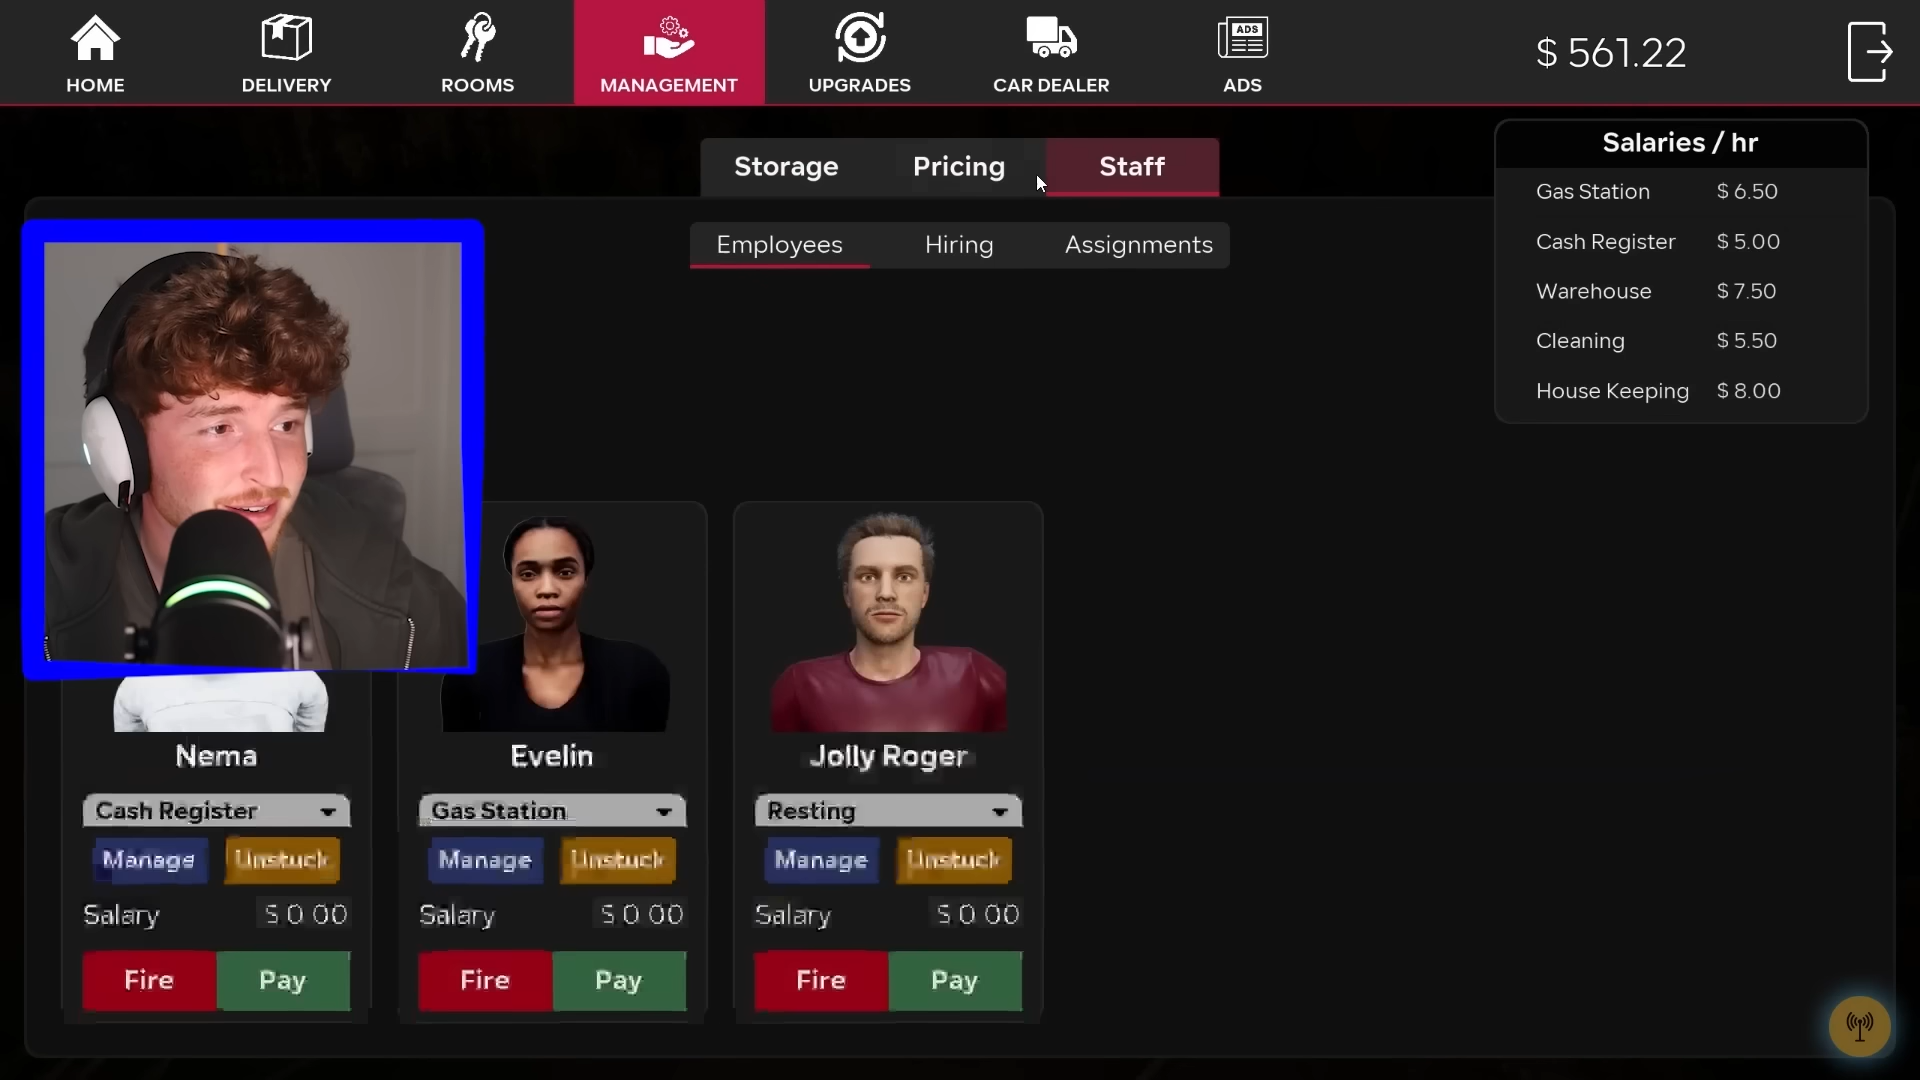 HOME
DELIVERY
ROOMS
MANAGEMENT
UPGRADES
CAR DEALER
ADS
ADS
$ 561.22
Storage
Pricing
Staff
Employees
Hiring
Assignments
Salaries / hr
Gas Station $ 6.50
Cash Register $ 5.00
Warehouse $ 7.50
Cleaning $ 5.50
House Keeping $ 8.00
Nema
Cash Register
Manage Unstuck
Salary $ 0.00
Fire Pay
Evelin
Gas Station
Manage Unstuck
Salary $ 0.00
Fire Pay
Jolly Roger
Resting
Manage Unstuck
Salary $ 0.00
Fire Pay